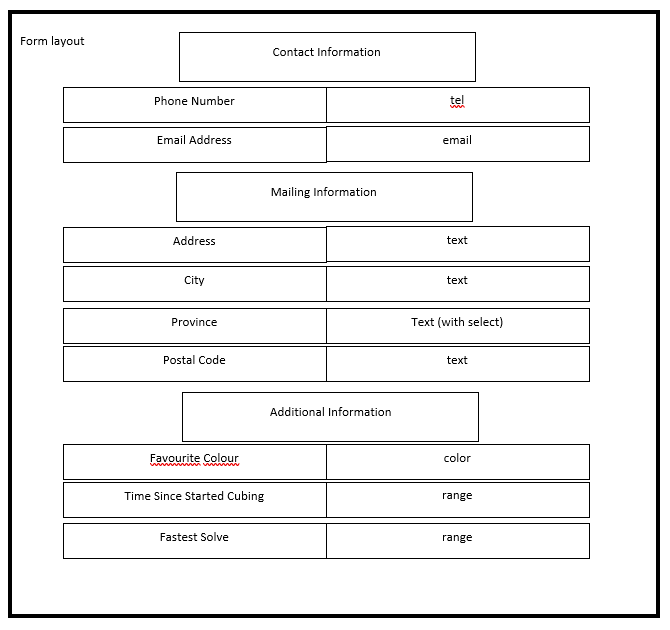 Form layout
Contact Information
Phone Number tel
Email Address email
Mailing Information
Address text
City text
Province Text (with select)
Postal Code text
Additional Information
Favourite Colour color
Time Since Started Cubing range
Fastest Solve range